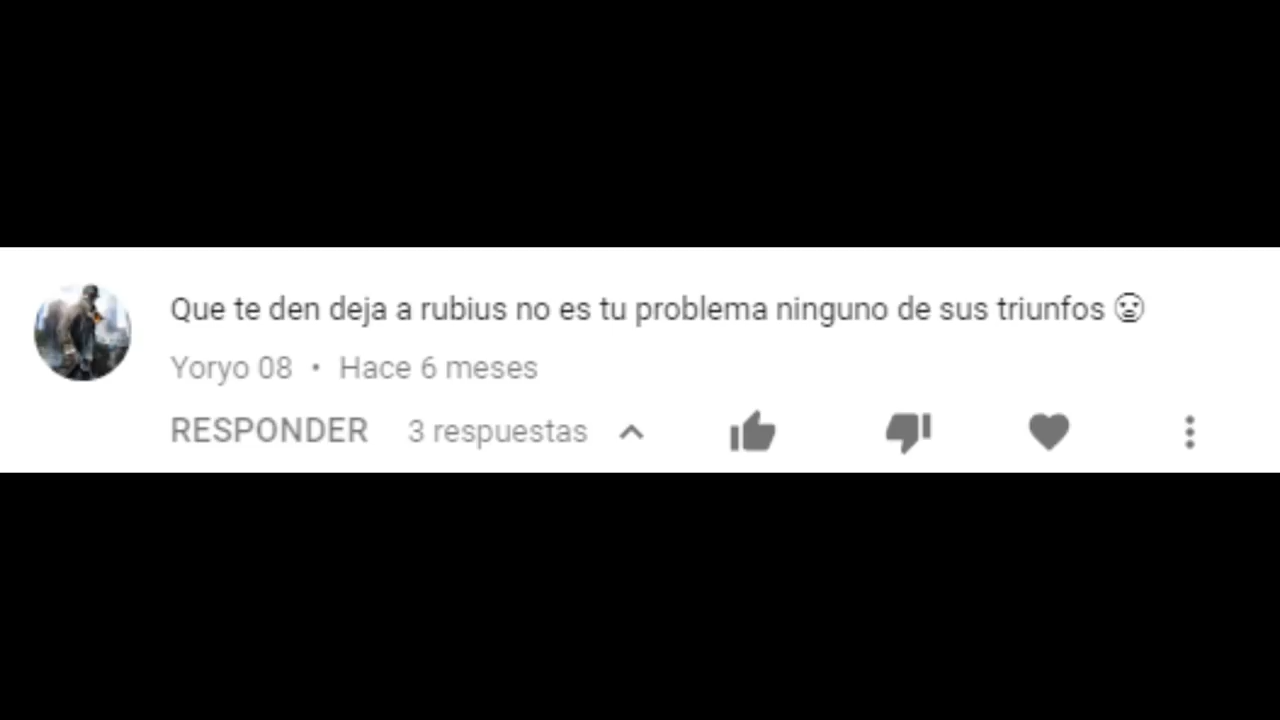 Que te den deja a rubius no es tu problema ninguno de sus triunfos 😡
Yoryo 08 • Hace 6 meses
RESPONDER 3 respuestas